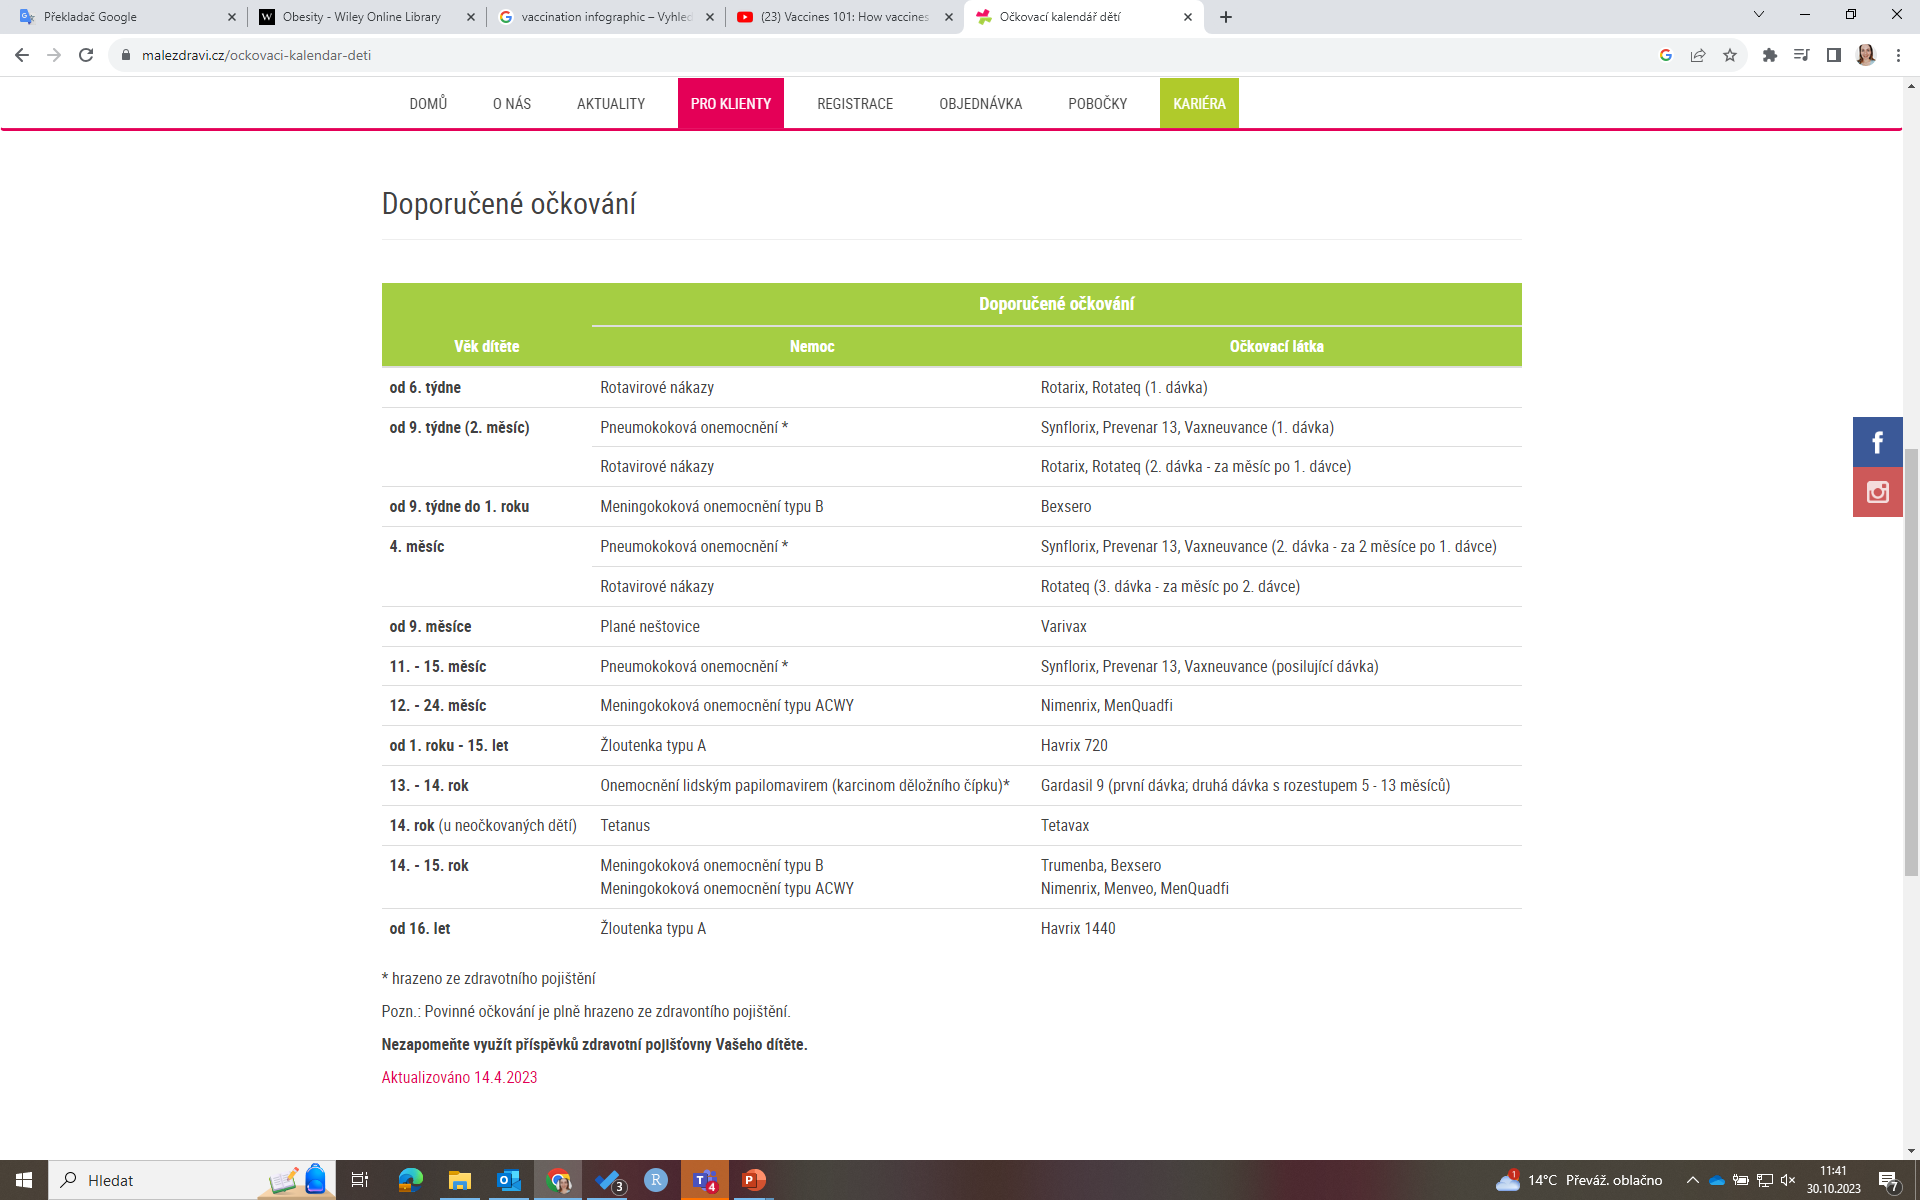 Překladač Google
Obesity - Wiley Online Library
vaccination infographic – Vyhled
(23) Vaccines 101: How vaccines
Očkovací kalendář dětí
malezdravi.cz/ockovaci-kalendar-deti
DOMŮ O NÁS AKTUALITY PRO KLIENTY REGISTRACE OBJEDNÁVKA POBOČKY KARIÉRA
Doporučené očkování
Doporučené očkování
Věk dítěte Nemoc Očkovací látka
od 6. týdne Rotavirové nákazy Rotarix, Rotateq (1. dávka)
od 9. týdne (2. měsíc) Pneumokoková onemocnění * Synflorix, Prevenar 13, Vaxneuvance (1. dávka)
Rotavirové nákazy Rotarix, Rotateq (2. dávka - za měsíc po 1. dávce)
od 9. týdne do 1. roku Meningokoková onemocnění typu B Bexsero
4. měsíc Pneumokoková onemocnění * Synflorix, Prevenar 13, Vaxneuvance (2. dávka - za 2 měsíce po 1. dávce)
Rotavirové nákazy Rotateq (3. dávka - za měsíc po 2. dávce)
od 9. měsíce Plané neštovice Varivax
11. - 15. měsíc Pneumokoková onemocnění * Synflorix, Prevenar 13, Vaxneuvance (posilující dávka)
12. - 24. měsíc Meningokoková onemocnění typu ACWY Nimenrix, MenQuadfi
od 1. roku - 15. let Žloutenka typu A Havrix 720
13. - 14. rok Onemocnění lidským papilomavirem (karcinom děložního čípku)* Gardasil 9 (první dávka; druhá dávka s rozestupem 5 - 13 měsíců)
14. rok (u neočkovaných dětí) Tetanus Tetavax
14. - 15. rok Meningokoková onemocnění typu B Trumenba, Bexsero
Meningokoková onemocnění typu ACWY Nimenrix, Menveo, MenQuadfi
od 16. let Žloutenka typu A Havrix 1440
* hrazeno ze zdravotního pojištění
Pozn.: Povinné očkování je plně hrazeno ze zdravontího pojištění.
Nezapomeňte využít příspěvků zdravotní pojišťovny Vašeho dítěte.
Aktualizováno 14.4.2023
Hledat
3
R
4
1
14°C Převáž. oblačno
11:41
30.10.2023
7